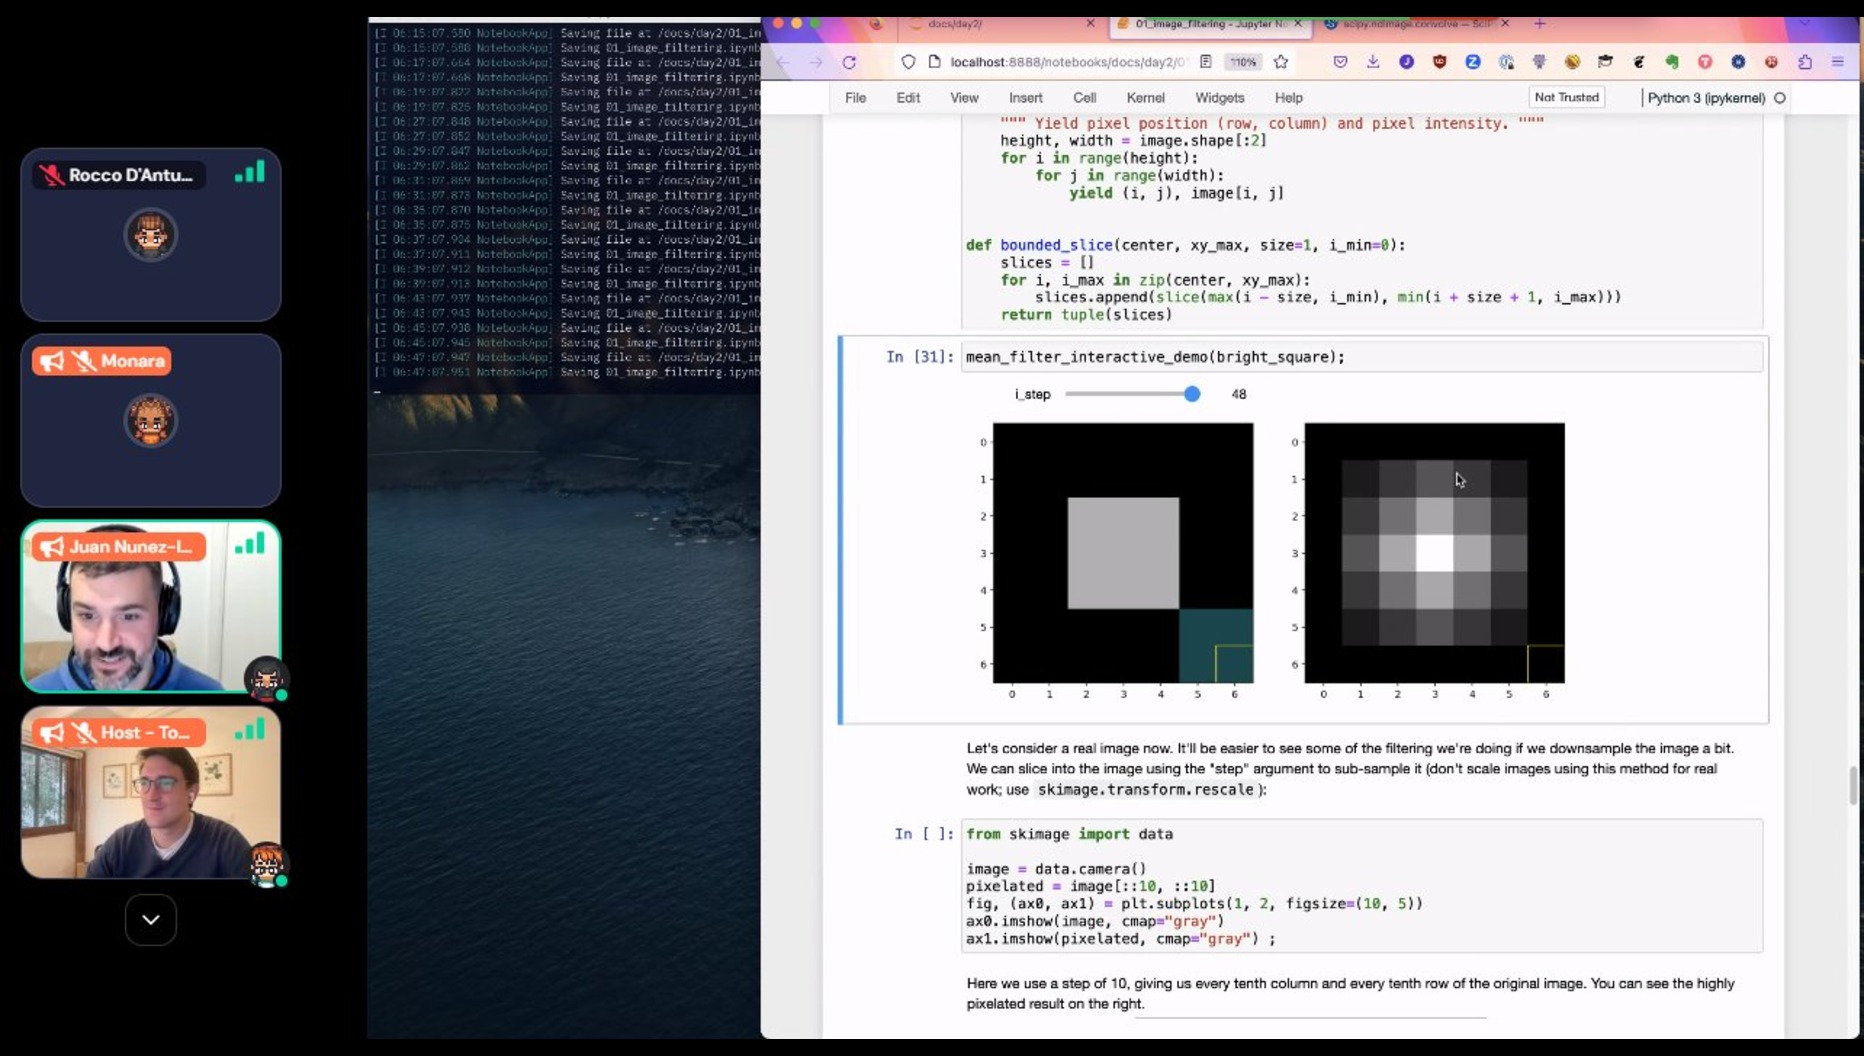 Rocco D'Antu...
Monara
Juan Nunez-I...
Host - To...
[I 06:15:07.580 NotebookApp] Saving file at /docs/day2/01_im
[I 06:15:07.588 NotebookApp] Saving 01_image_filtering.ipynb
[I 06:17:07.664 NotebookApp] Saving file at /docs/day2/01_im
[I 06:17:07.668 NotebookApp] Saving 01_image_filtering.ipynb
[I 06:19:07.822 NotebookApp] Saving file at /docs/day2/01_im
[I 06:19:07.825 NotebookApp] Saving 01_image_filtering.ipynb
[I 06:27:07.848 NotebookApp] Saving file at /docs/day2/01_im
[I 06:27:07.852 NotebookApp] Saving 01_image_filtering.ipynb
[I 06:29:07.847 NotebookApp] Saving file at /docs/day2/01_im
[I 06:29:07.862 NotebookApp] Saving 01_image_filtering.ipynb
[I 06:31:07.869 NotebookApp] Saving file at /docs/day2/01_im
[I 06:31:07.873 NotebookApp] Saving 01_image_filtering.ipynb
[I 06:35:07.870 NotebookApp] Saving file at /docs/day2/01_im
[I 06:35:07.875 NotebookApp] Saving 01_image_filtering.ipynb
[I 06:37:07.904 NotebookApp] Saving file at /docs/day2/01_im
[I 06:37:07.911 NotebookApp] Saving 01_image_filtering.ipynb
[I 06:39:07.912 NotebookApp] Saving file at /docs/day2/01_im
[I 06:39:07.913 NotebookApp] Saving 01_image_filtering.ipynb
[I 06:43:07.937 NotebookApp] Saving file at /docs/day2/01_im
[I 06:43:07.943 NotebookApp] Saving 01_image_filtering.ipynb
[I 06:45:07.938 NotebookApp] Saving file at /docs/day2/01_im
[I 06:45:07.945 NotebookApp] Saving 01_image_filtering.ipynb
[I 06:47:07.947 NotebookApp] Saving file at /docs/day2/01_im
[I 06:47:07.951 NotebookApp] Saving 01_image_filtering.ipynb
docs/day2/ 01_image_filtering - Jupyter No scipy.ndimage.convolve — SciP
localhost:8888/notebooks/docs/day2/0 110%
File Edit View Insert Cell Kernel Widgets Help Not Trusted Python 3 (ipykernel)
""" Yield pixel position (row, column) and pixel intensity. """
height, width = image.shape[:2]
for i in range(height):
for j in range(width):
yield (i, j), image[i, j]
def bounded_slice(center, xy_max, size=1, i_min=0):
slices = []
for i, i_max in zip(center, xy_max):
slices.append(slice(max(i - size, i_min), min(i + size + 1, i_max)))
return tuple(slices)
In [31]: mean_filter_interactive_demo(bright_square);
i_step 48
0
1
2
3
4
5
6
0 1 2 3 4 5 6
0
1
2
3
4
5
6
0 1 2 3 4 5 6
Let's consider a real image now. It'll be easier to see some of the filtering we're doing if we downsample the image a bit.
We can slice into the image using the "step" argument to sub-sample it (don't scale images using this method for real
work; use skimage.transform.rescale ):
In [ ]: from skimage import data
image = data.camera()
pixelated = image[::10, ::10]
fig, (ax0, ax1) = plt.subplots(1, 2, figsize=(10, 5))
ax0.imshow(image, cmap="gray")
ax1.imshow(pixelated, cmap="gray") ;
Here we use a step of 10, giving us every tenth column and every tenth row of the original image. You can see the highly
pixelated result on the right.